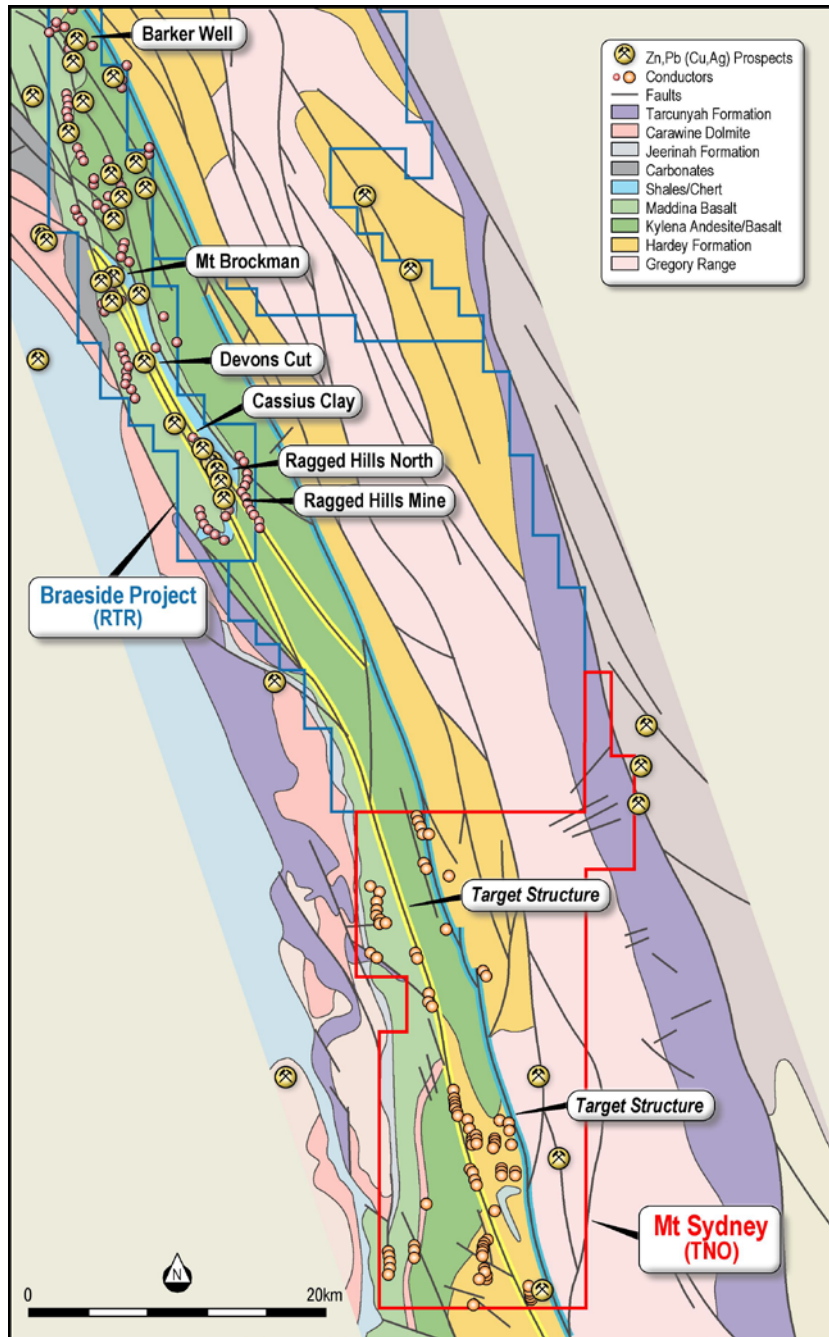 Barker Well
Zn,Pb (Cu,Ag) Prospects
Conductors
Faults
Tarcunyah Formation
Carawine Dolmite
Jeerinah Formation
Carbonates
Shales/Chert
Maddina Basalt
Kylena Andesite/Basalt
Hardey Formation
Gregory Range
Mt Brockman
Devons Cut
Cassius Clay
Ragged Hills North
Ragged Hills Mine
Braeside Project
(RTR)
Target Structure
Target Structure
Mt Sydney
(TNO)
N
0
20km